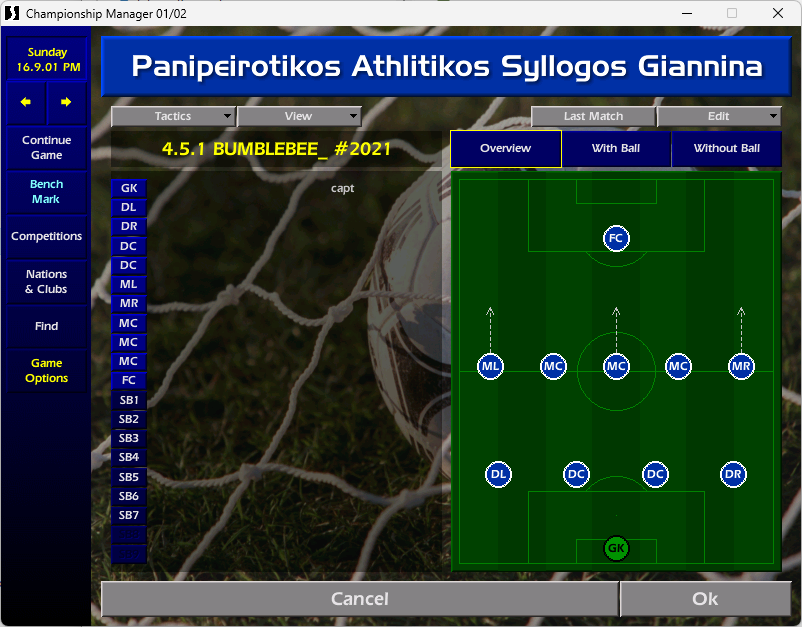 Championship Manager 01/02
Sunday
16.9.01 PM
Continue
Game
Bench
Mark
Competitions
Nations
& Clubs
Find
Game
Options
Panipeirotikos Athlitikos Syllogos Giannina
Tactics
View
Last Match
Edit
4.5.1 BUMBLEBEE_ #2021
Overview
With Ball
Without Ball
GK capt
DL
DR
DC
DC
ML
MR
MC
MC
MC
FC
SB1
SB2
SB3
SB4
SB5
SB6
SB7
FC
ML MC MC MC MR
DL DC DC DR
GK
Cancel
Ok